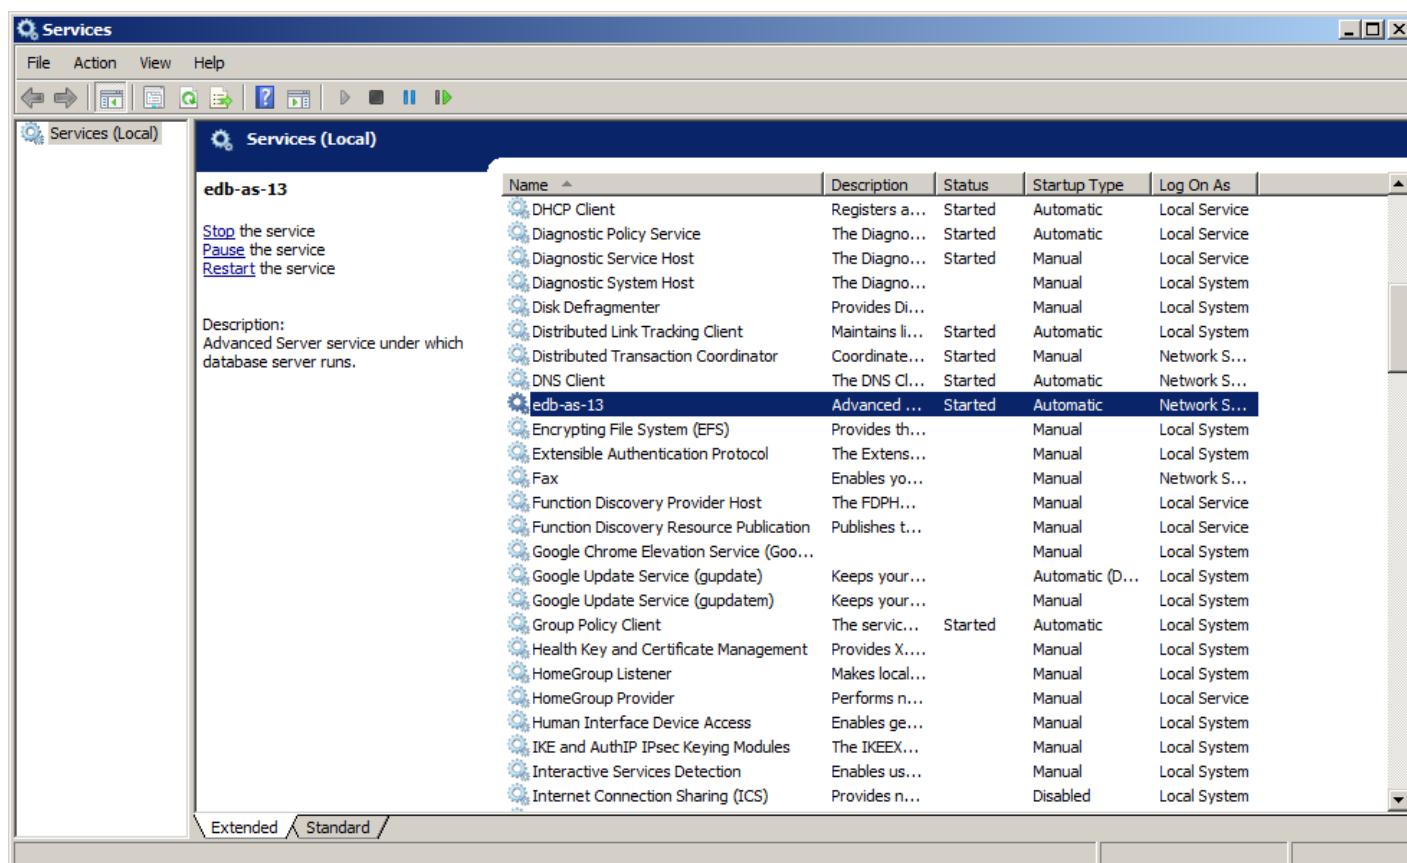 Services
File Action View Help
Services (Local)
Services (Local)
edb-as-13
Stop the service
Pause the service
Restart the service
Description:
Advanced Server service under which
database server runs.
Name Description Status Startup Type Log On As
DHCP Client Registers a... Started Automatic Local Service
Diagnostic Policy Service The Diagno... Started Automatic Local Service
Diagnostic Service Host The Diagno... Started Manual Local Service
Diagnostic System Host The Diagno... Manual Local System
Disk Defragmenter Provides Di... Manual Local System
Distributed Link Tracking Client Maintains li... Started Automatic Local System
Distributed Transaction Coordinator Coordinate... Started Manual Network S...
DNS Client The DNS Cl... Started Automatic Network S...
edb-as-13 Advanced ... Started Automatic Network S...
Encrypting File System (EFS) Provides th... Manual Local System
Extensible Authentication Protocol The Extens... Manual Local System
Fax Enables yo... Manual Network S...
Function Discovery Provider Host The FDPH... Manual Local Service
Function Discovery Resource Publication Publishes t... Manual Local Service
Google Chrome Elevation Service (Goo... Manual Local System
Google Update Service (gupdate) Keeps your... Automatic (D... Local System
Google Update Service (gupdatem) Keeps your... Manual Local System
Group Policy Client The servic... Started Automatic Local System
Health Key and Certificate Management Provides X.... Manual Local System
HomeGroup Listener Makes local... Manual Local System
HomeGroup Provider Performs n... Manual Local Service
Human Interface Device Access Enables ge... Manual Local System
IKE and AuthIP IPsec Keying Modules The IKEEX... Manual Local System
Interactive Services Detection Enables us... Manual Local System
Internet Connection Sharing (ICS) Provides n... Disabled Local System
Extended Standard